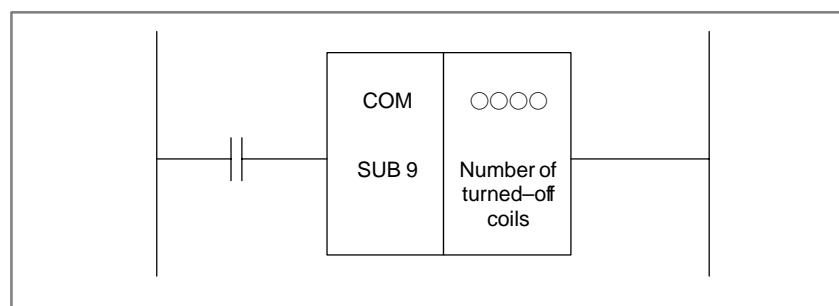 COM
○○○○
SUB 9
Number of
turned–off
coils